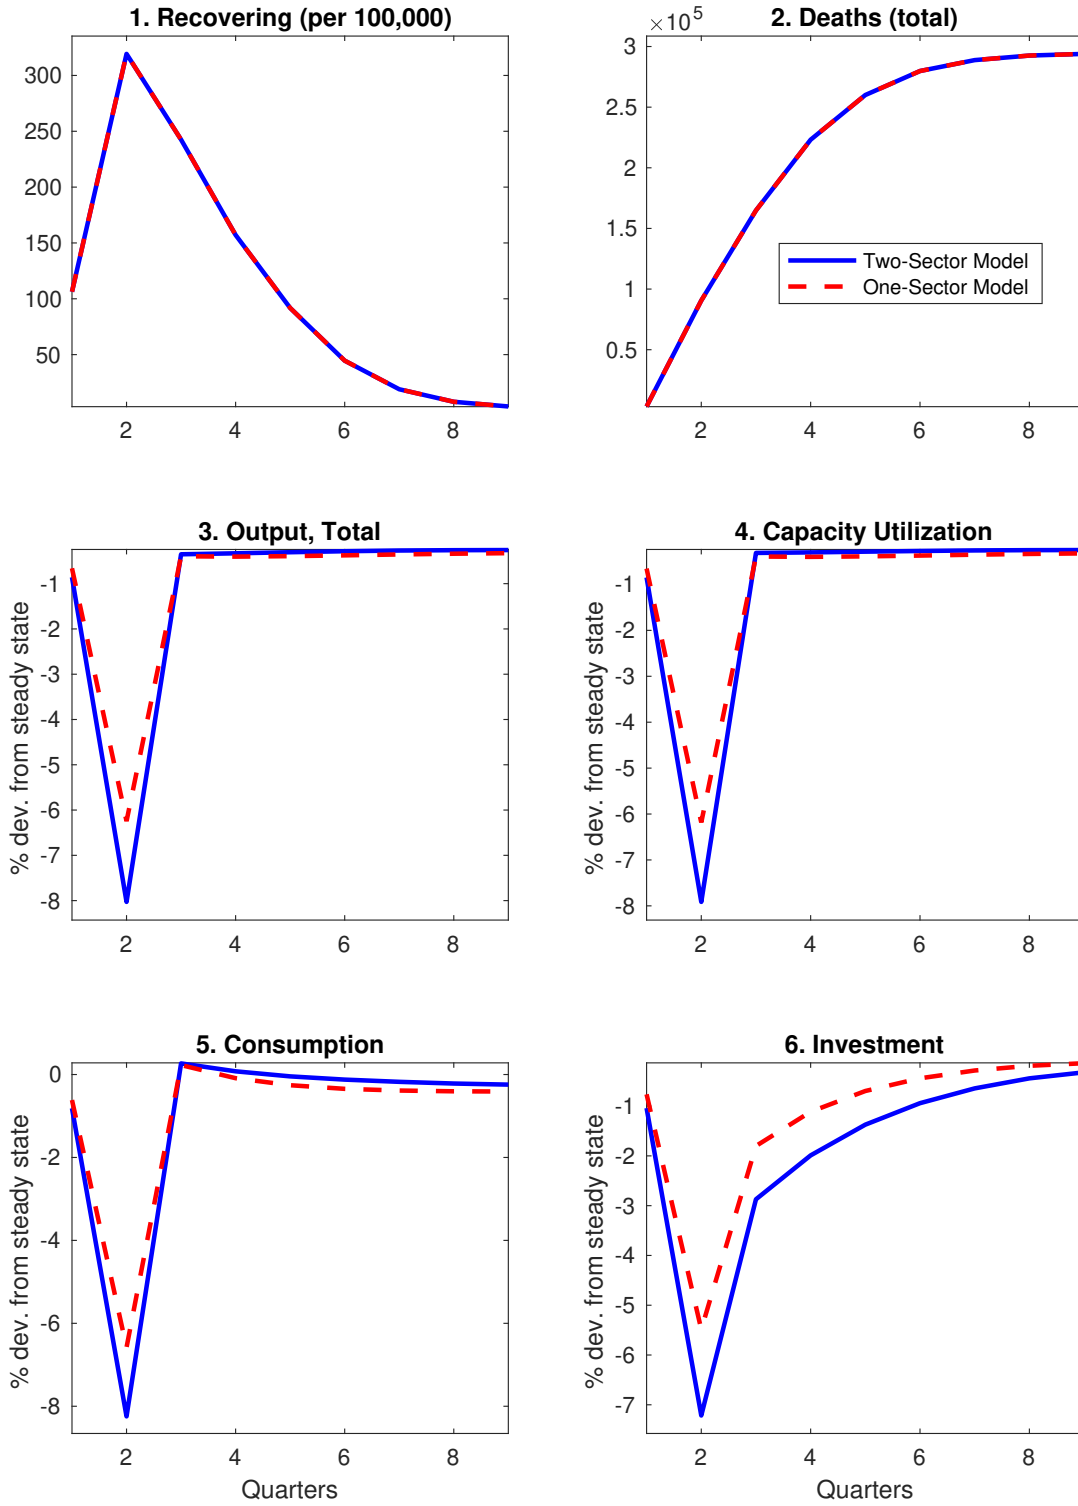 1. Recovering (per 100,000)
300
250
200
150
100
50
2 4 6 8
2. Deaths (total)
×10^5
3
2.5
2
1.5
1
0.5
Two-Sector Model
One-Sector Model
2 4 6 8
3. Output, Total
% dev. from steady state
-1
-2
-3
-4
-5
-6
-7
-8
2 4 6 8
4. Capacity Utilization
% dev. from steady state
-1
-2
-3
-4
-5
-6
-7
-8
2 4 6 8
5. Consumption
% dev. from steady state
0
-2
-4
-6
-8
2 4 6 8
Quarters
6. Investment
% dev. from steady state
-1
-2
-3
-4
-5
-6
-7
2 4 6 8
Quarters